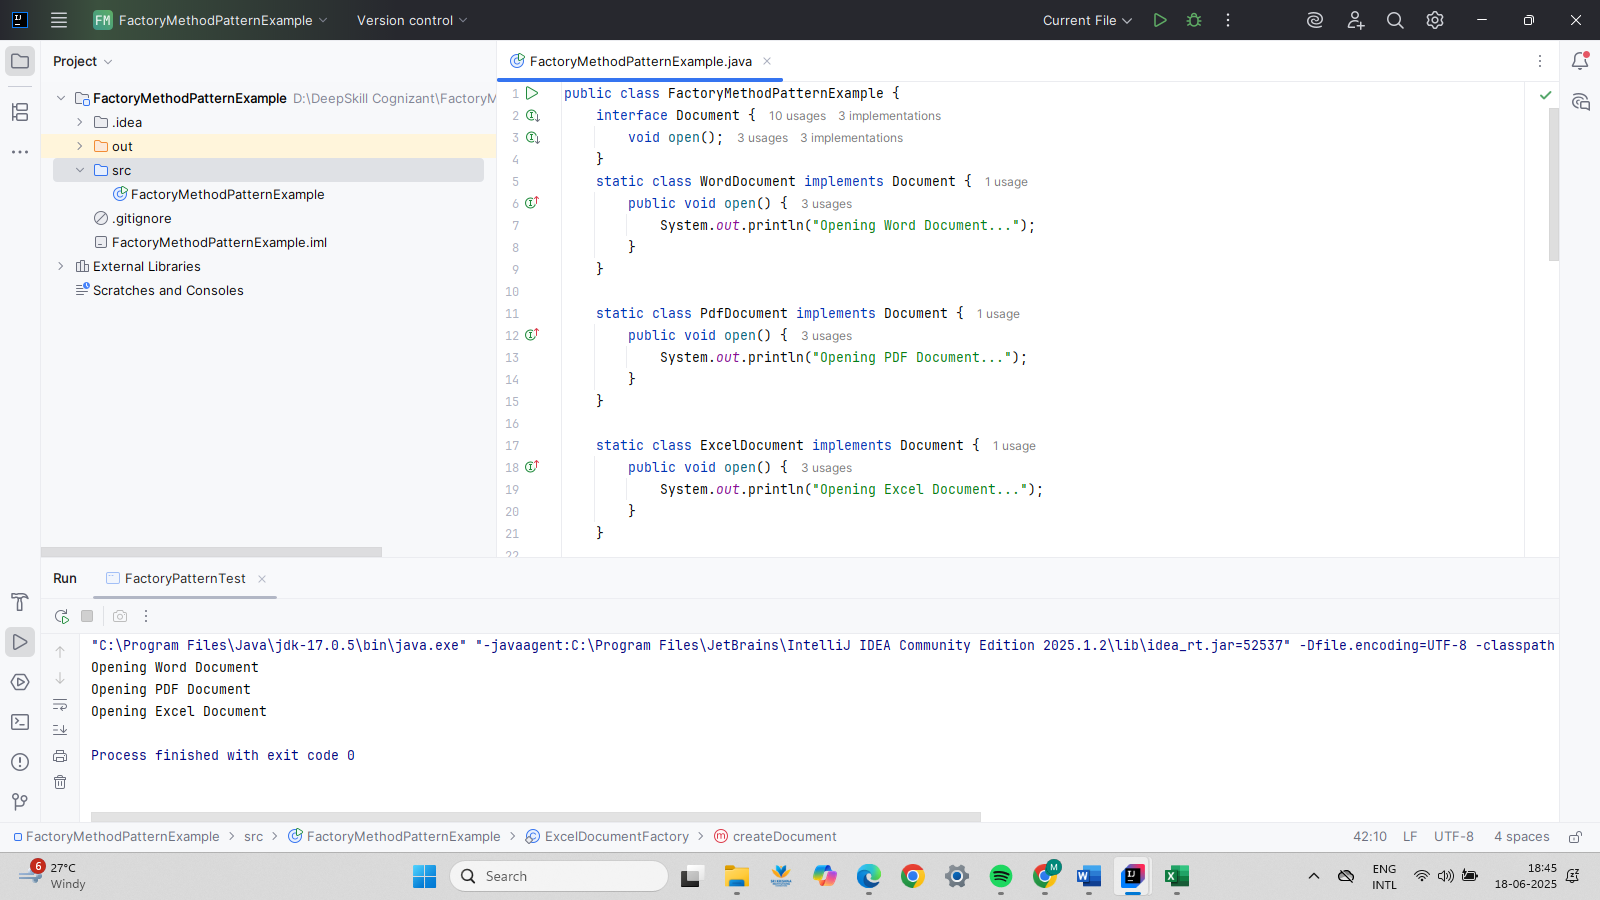 FM FactoryMethodPatternExample Version control Current File
Project
FactoryMethodPatternExample.java
FactoryMethodPatternExample D:\DeepSkill Cognizant\FactoryM
.idea
out
src
FactoryMethodPatternExample
.gitignore
FactoryMethodPatternExample.iml
External Libraries
Scratches and Consoles
1 public class FactoryMethodPatternExample {
2 interface Document { 10 usages 3 implementations
3 void open(); 3 usages 3 implementations
4 }
5 static class WordDocument implements Document { 1 usage
6 public void open() { 3 usages
7 System.out.println("Opening Word Document...");
8 }
9 }
10
11 static class PdfDocument implements Document { 1 usage
12 public void open() { 3 usages
13 System.out.println("Opening PDF Document...");
14 }
15 }
16
17 static class ExcelDocument implements Document { 1 usage
18 public void open() { 3 usages
19 System.out.println("Opening Excel Document...");
20 }
21 }
22
Run FactoryPatternTest
"C:\Program Files\Java\jdk-17.0.5\bin\java.exe" "-javaagent:C:\Program Files\JetBrains\IntelliJ IDEA Community Edition 2025.1.2\lib\idea_rt.jar=52537" -Dfile.encoding=UTF-8 -classpath
Opening Word Document
Opening PDF Document
Opening Excel Document
Process finished with exit code 0
FactoryMethodPatternExample > src > FactoryMethodPatternExample > ExcelDocumentFactory > createDocument 42:10 LF UTF-8 4 spaces
6
27°C
Windy
Search
M
ENG
INTL
18:45
18-06-2025